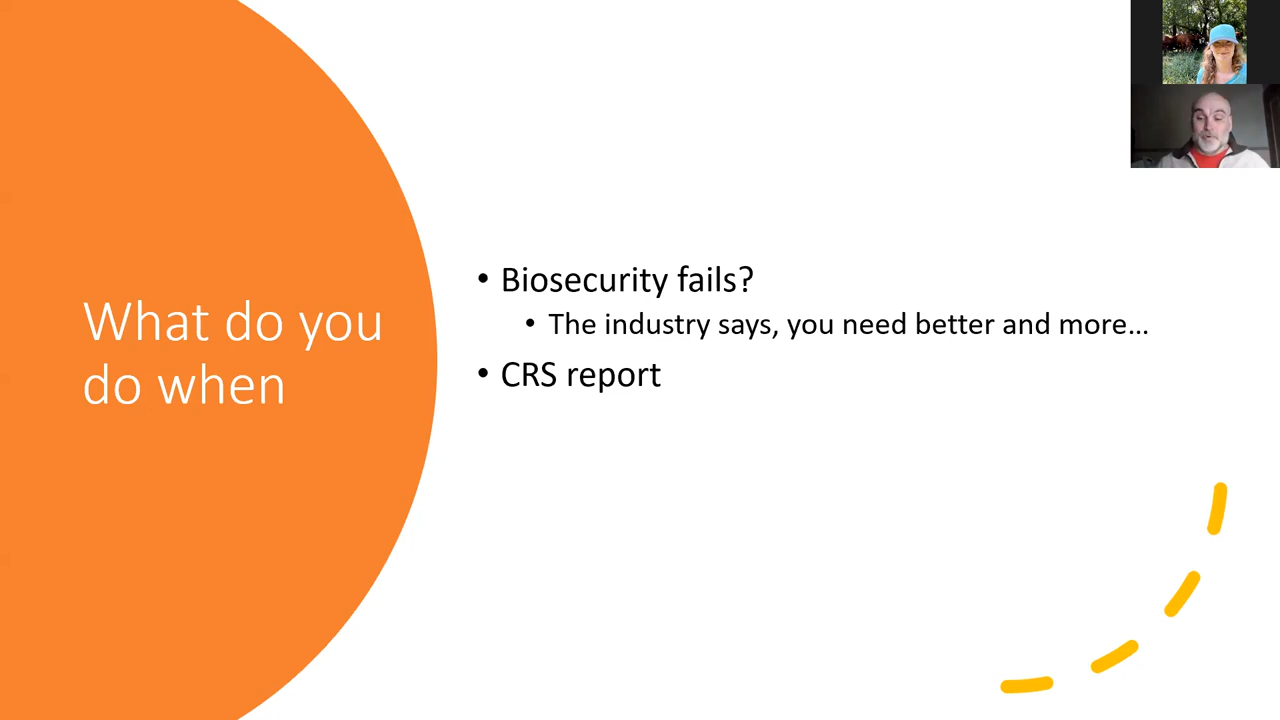 What do you
do when
• Biosecurity fails?
• The industry says, you need better and more…
• CRS report